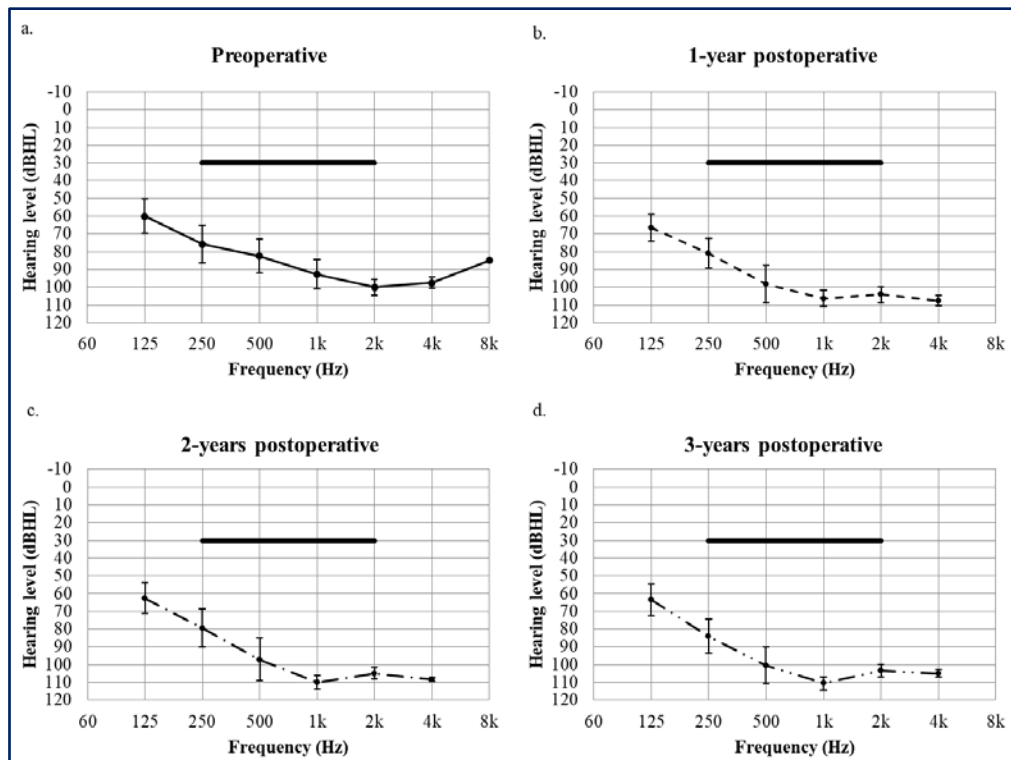 a.
Preoperative
Hearing level (dBHL)
-10
0
10
20
30
40
50
60
70
80
90
100
110
120
60 125 250 500 1k 2k 4k 8k
Frequency (Hz)
b.
1-year postoperative
Hearing level (dBHL)
-10
0
10
20
30
40
50
60
70
80
90
100
110
120
60 125 250 500 1k 2k 4k 8k
Frequency (Hz)
c.
2-years postoperative
Hearing level (dBHL)
-10
0
10
20
30
40
50
60
70
80
90
100
110
120
60 125 250 500 1k 2k 4k 8k
Frequency (Hz)
d.
3-years postoperative
Hearing level (dBHL)
-10
0
10
20
30
40
50
60
70
80
90
100
110
120
60 125 250 500 1k 2k 4k 8k
Frequency (Hz)